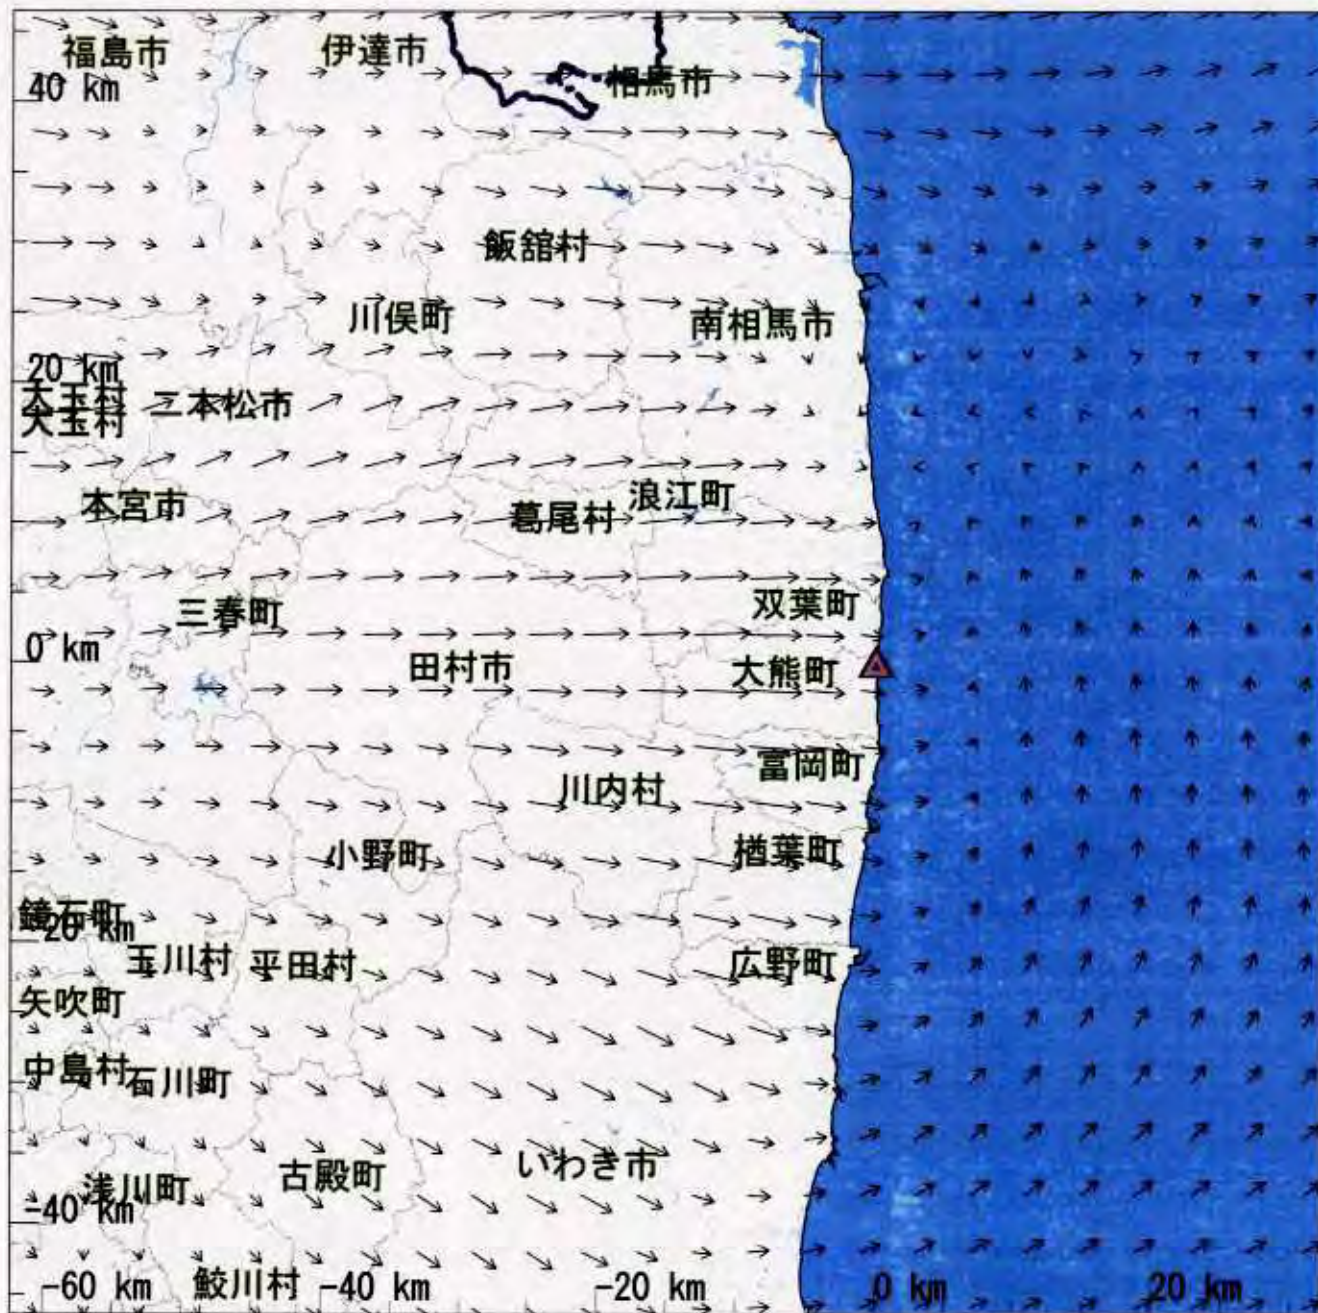 福島市 伊達市
相馬市
40 km
飯舘村
川俣町 南相馬市
20 km
大玉村
二本松市
大玉村
浪江町
本宮市 葛尾村
双葉町
三春町
0 km
田村市 大熊町
富岡町
川内村
小野町 楢葉町
鏡石町
-20 km
玉川村 平田村 広野町
矢吹町
中島村
石川町
いわき市
古殿町
浅川町
-40 km
-60 km 鮫川村 -40 km -20 km 0 km 20 km